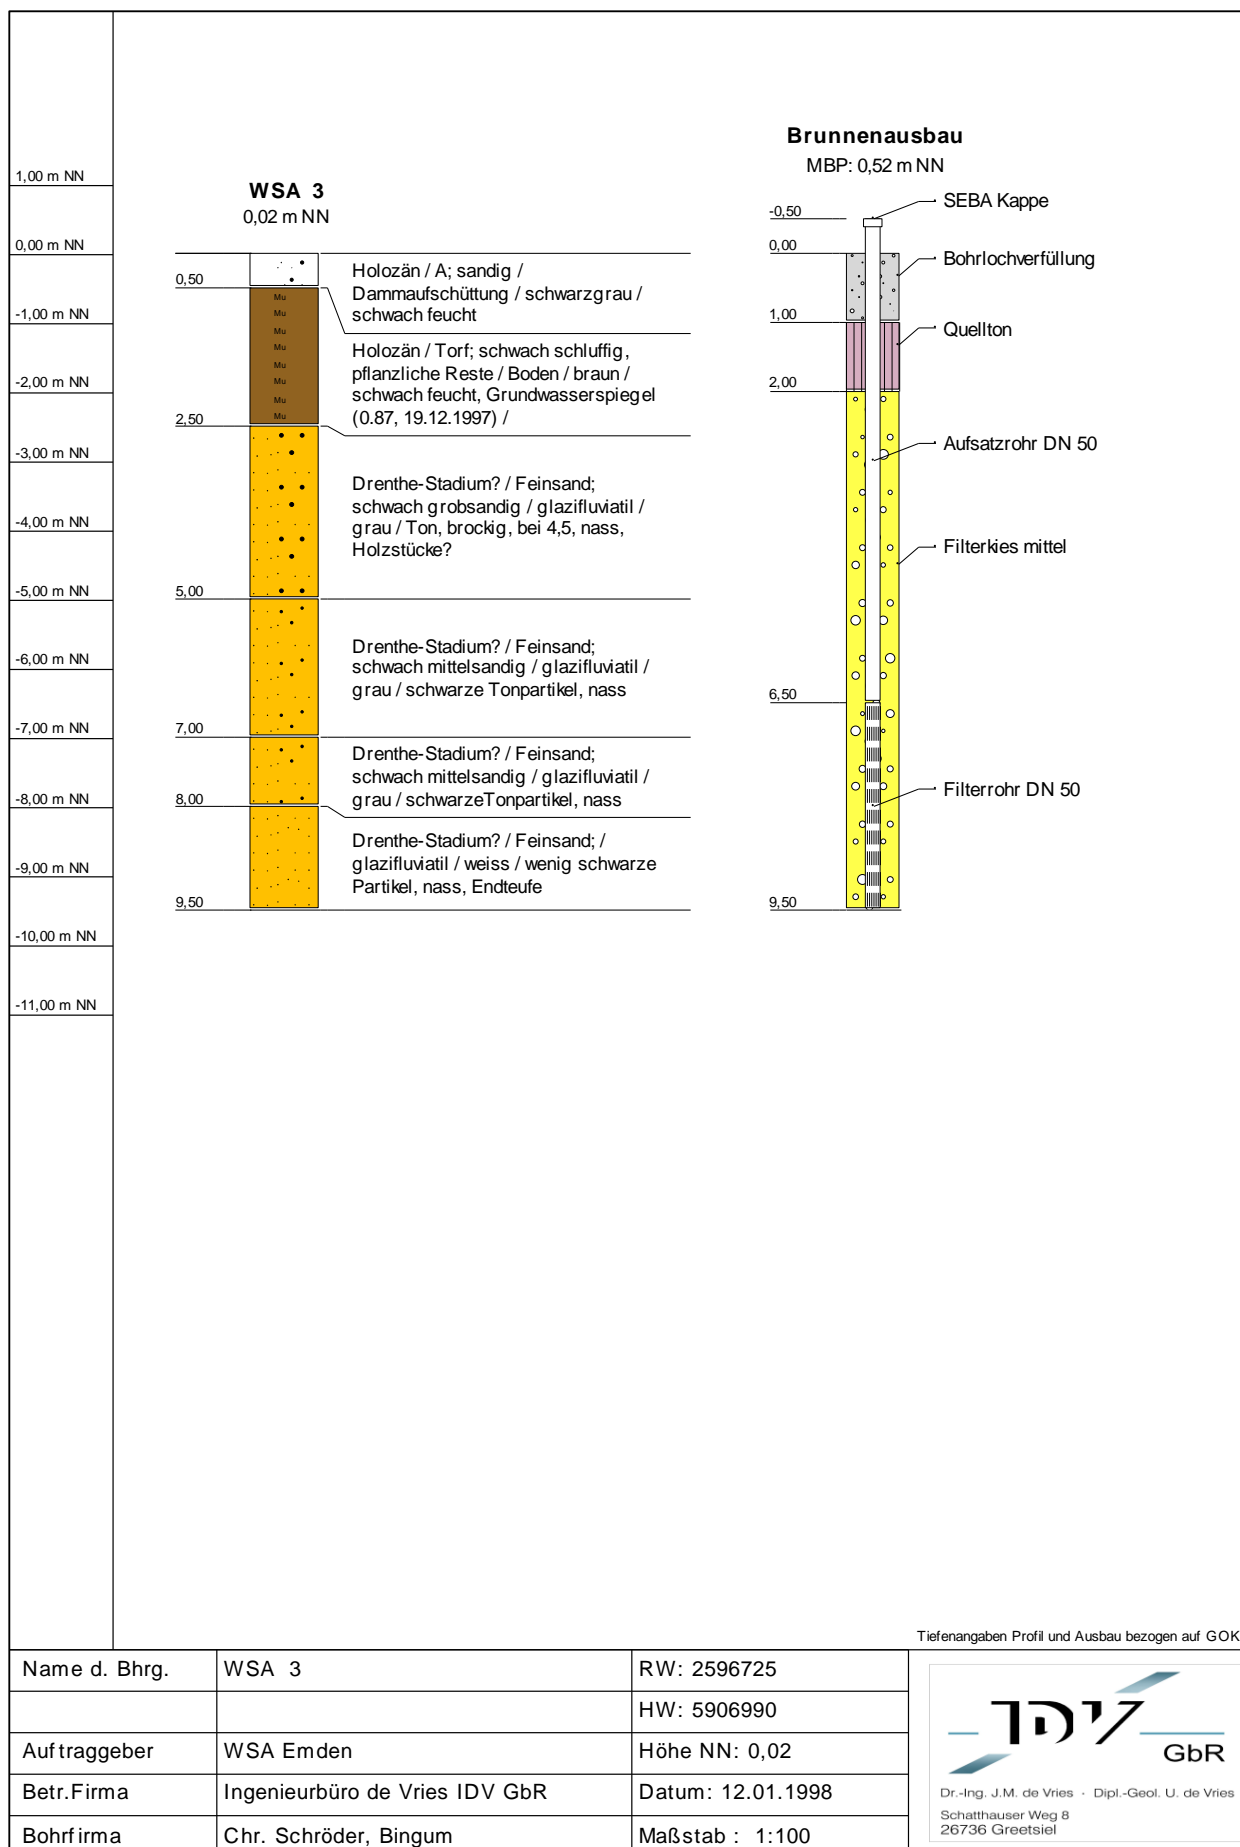 1,00 m NN
0,00 m NN
-1,00 m NN
-2,00 m NN
-3,00 m NN
-4,00 m NN
-5,00 m NN
-6,00 m NN
-7,00 m NN
-8,00 m NN
-9,00 m NN
-10,00 m NN
-11,00 m NN
WSA 3
0,02 m NN
0,50
2,50
5,00
7,00
8,00
9,50
Mu
Mu
Mu
Mu
Mu
Mu
Mu
Mu
Holozän / A; sandig /
Dammaufschüttung / schwarzgrau /
schwach feucht
Holozän / Torf; schwach schluffig,
pflanzliche Reste / Boden / braun /
schwach feucht, Grundwasserspiegel
(0.87, 19.12.1997) /
Drenthe-Stadium? / Feinsand;
schwach grobsandig / glazifluviatil /
grau / Ton, brockig, bei 4,5, nass,
Holzstücke?
Drenthe-Stadium? / Feinsand;
schwach mittelsandig / glazifluviatil /
grau / schwarze Tonpartikel, nass
Drenthe-Stadium? / Feinsand;
schwach mittelsandig / glazifluviatil /
grau / schwarzeTonpartikel, nass
Drenthe-Stadium? / Feinsand; /
glazifluviatil / weiss / wenig schwarze
Partikel, nass, Endteufe
Brunnenausbau
MBP: 0,52 m NN
-0,50
0,00
1,00
2,00
6,50
9,50
SEBA Kappe
Bohrlochverfüllung
Quellton
Aufsatzrohr DN 50
Filterkies mittel
Filterrohr DN 50
Tiefenangaben Profil und Ausbau bezogen auf GOK
Name d. Bhrg. WSA 3 RW: 2596725
HW: 5906990
Auftraggeber WSA Emden Höhe NN: 0,02
Betr.Firma Ingenieurbüro de Vries IDV GbR Datum: 12.01.1998
Bohrfirma Chr. Schröder, Bingum Maßstab : 1:100
IDV
GbR
Dr.-Ing. J.M. de Vries · Dipl.-Geol. U. de Vries
Schatthauser Weg 8
26736 Greetsiel